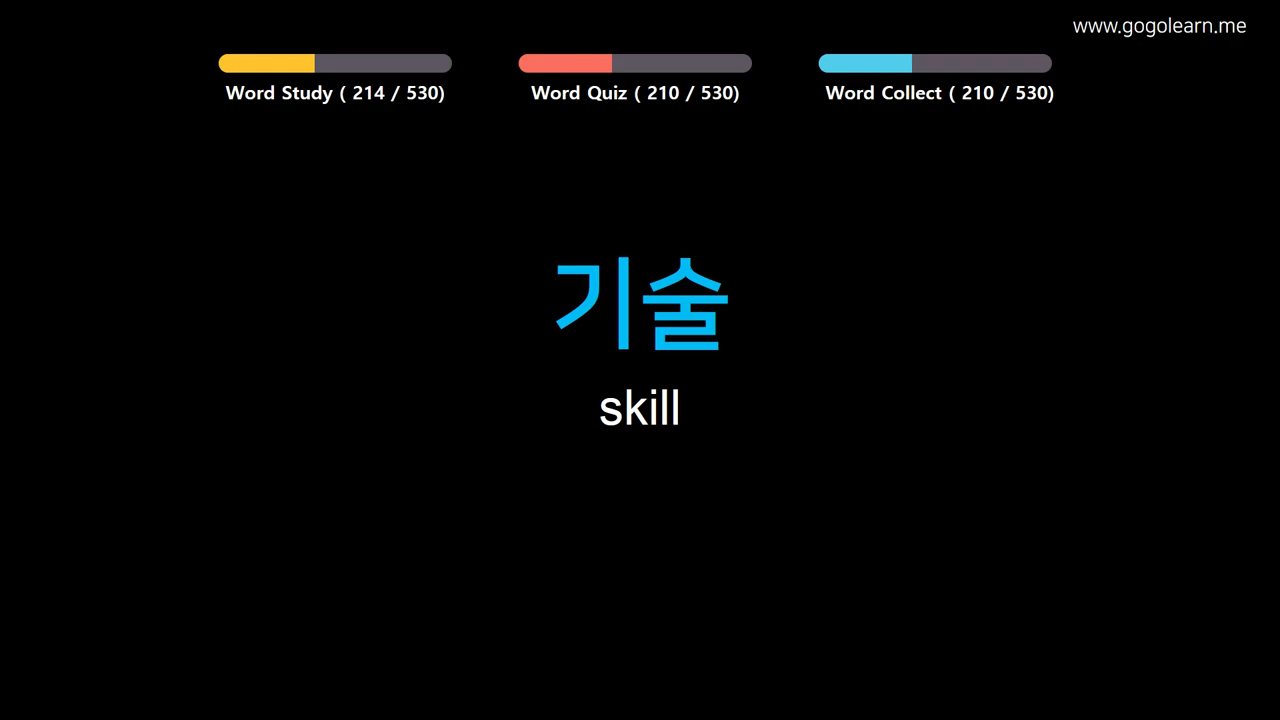 www.gogolearn.me
Word Study ( 214 / 530)
Word Quiz ( 210 / 530)
Word Collect ( 210 / 530)
기술
skill